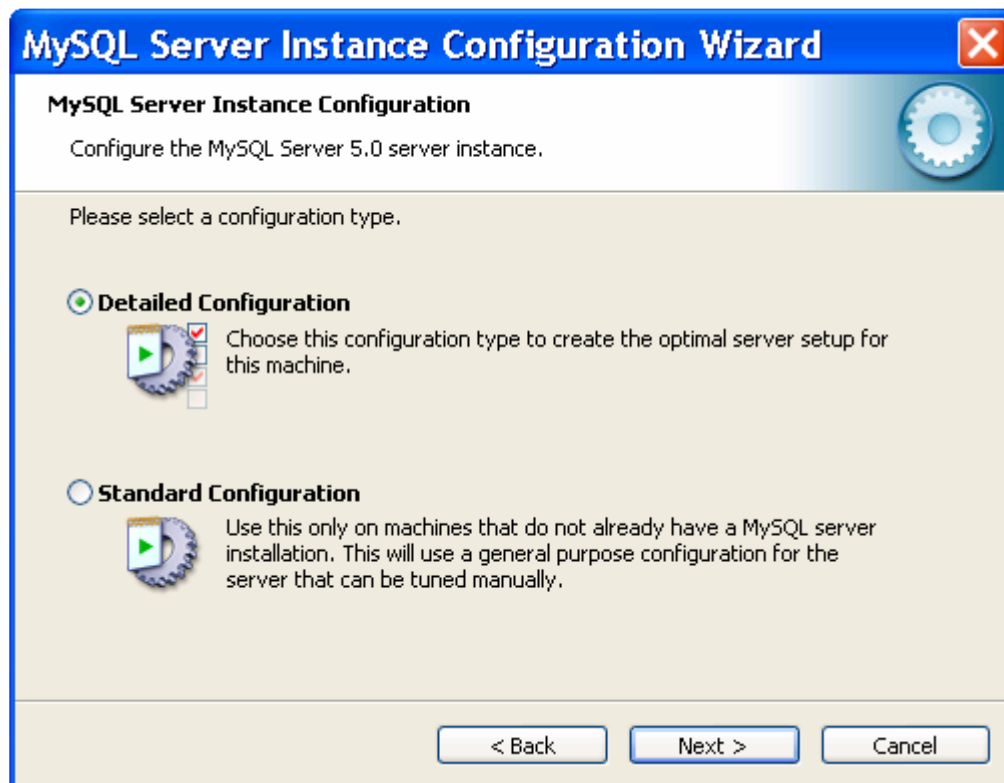 MySQL Server Instance Configuration Wizard
MySQL Server Instance Configuration
Configure the MySQL Server 5.0 server instance.
Please select a configuration type.
Detailed Configuration
Choose this configuration type to create the optimal server setup for
this machine.
Standard Configuration
Use this only on machines that do not already have a MySQL server
installation. This will use a general purpose configuration for the
server that can be tuned manually.
< Back
Next >
Cancel